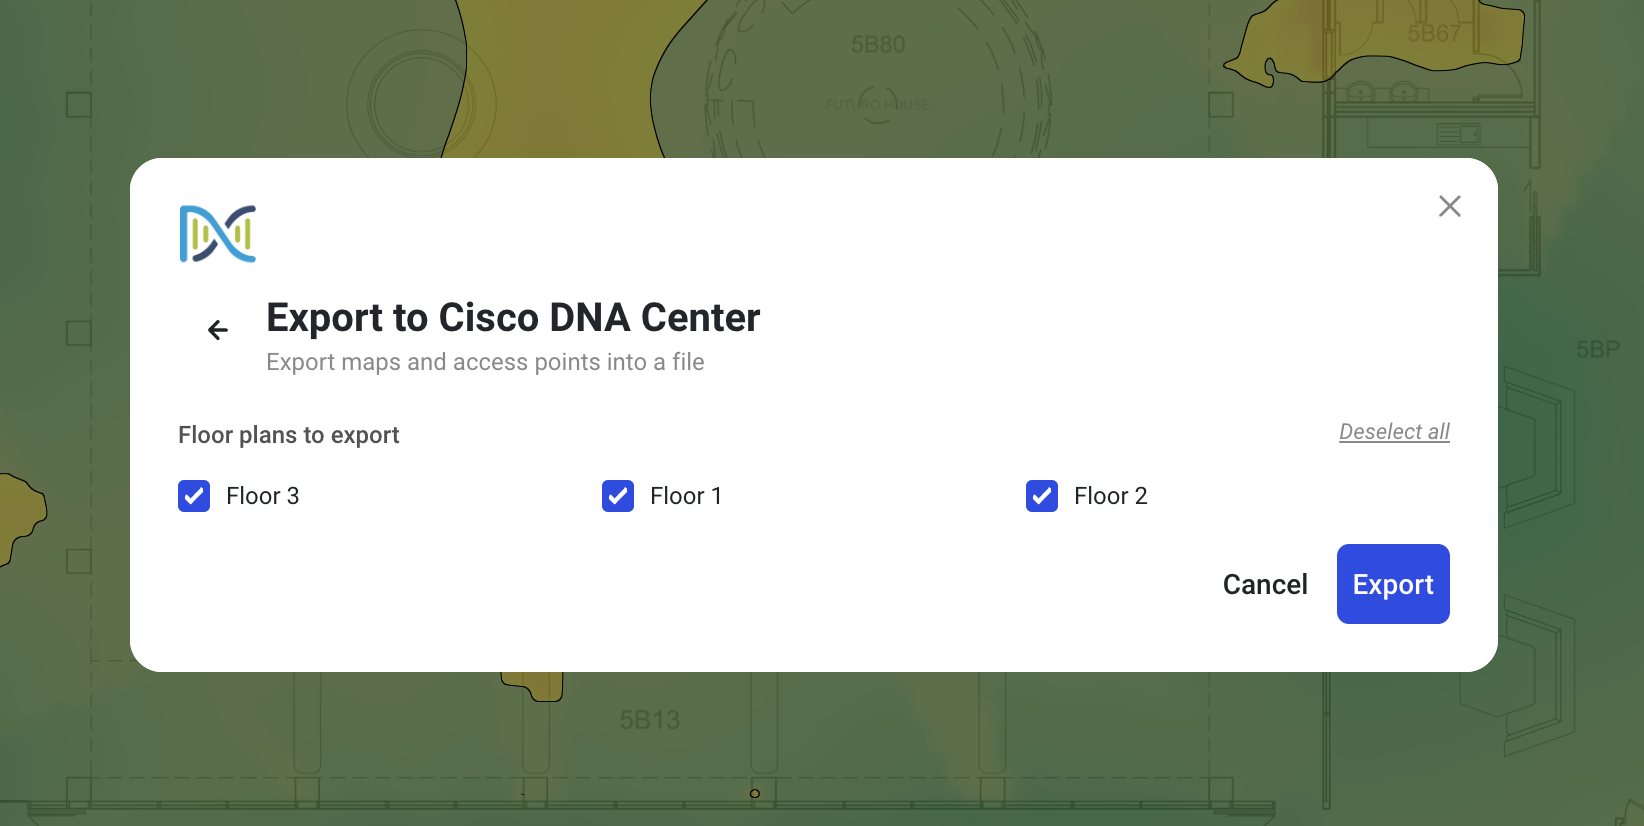 5B80
5B67
FUTURO HOUSE
Export to Cisco DNA Center
Export maps and access points into a file
5BP
Floor plans to export
Deselect all
Floor 3
Floor 1
Floor 2
Cancel
Export
5B13